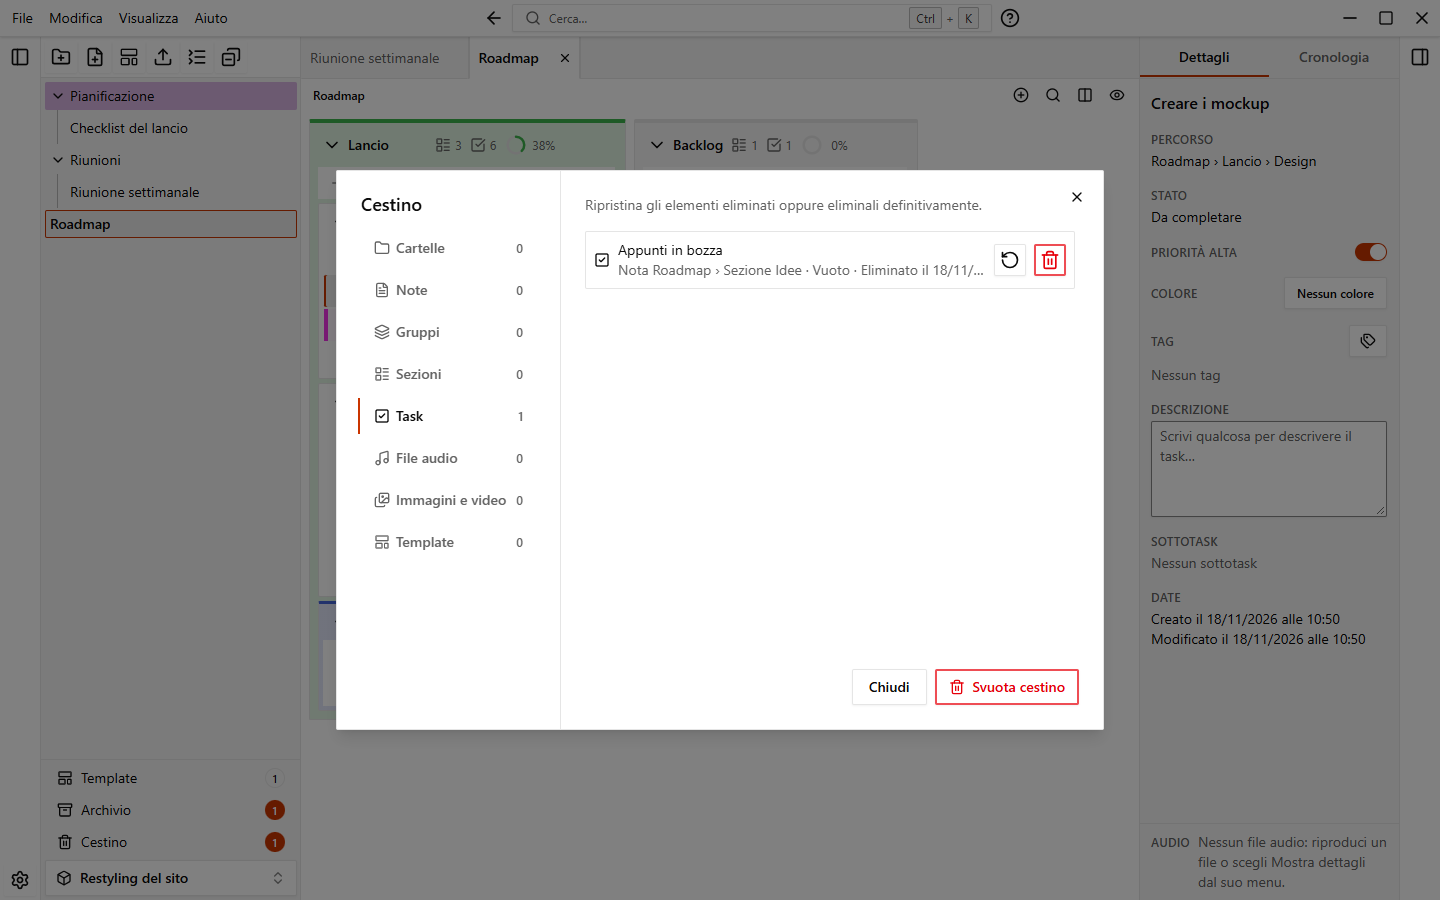 File Modifica Visualizza Aiuto
Cerca... Ctrl + K
Riunione settimanale
Roadmap
Dettagli Cronologia
Pianificazione
Checklist del lancio
Riunioni
Riunione settimanale
Roadmap
Roadmap
Lancio 3 6 38%
Backlog 1 1 0%
Cestino
Cartelle 0
Note 0
Gruppi 0
Sezioni 0
Task 1
File audio 0
Immagini e video 0
Template 0
Ripristina gli elementi eliminati oppure eliminali definitivamente.
Appunti in bozza
Nota Roadmap › Sezione Idee · Vuoto · Eliminato il 18/11/...
Chiudi Svuota cestino
Creare i mockup
PERCORSO
Roadmap › Lancio › Design
STATO
Da completare
PRIORITÀ ALTA
COLORE Nessun colore
TAG
Nessun tag
DESCRIZIONE
Scrivi qualcosa per descrivere il
task...
SOTTOTASK
Nessun sottotask
DATE
Creato il 18/11/2026 alle 10:50
Modificato il 18/11/2026 alle 10:50
AUDIO Nessun file audio: riproduci un
file o scegli Mostra dettagli
dal suo menu.
Template 1
Archivio 1
Cestino 1
Restyling del sito